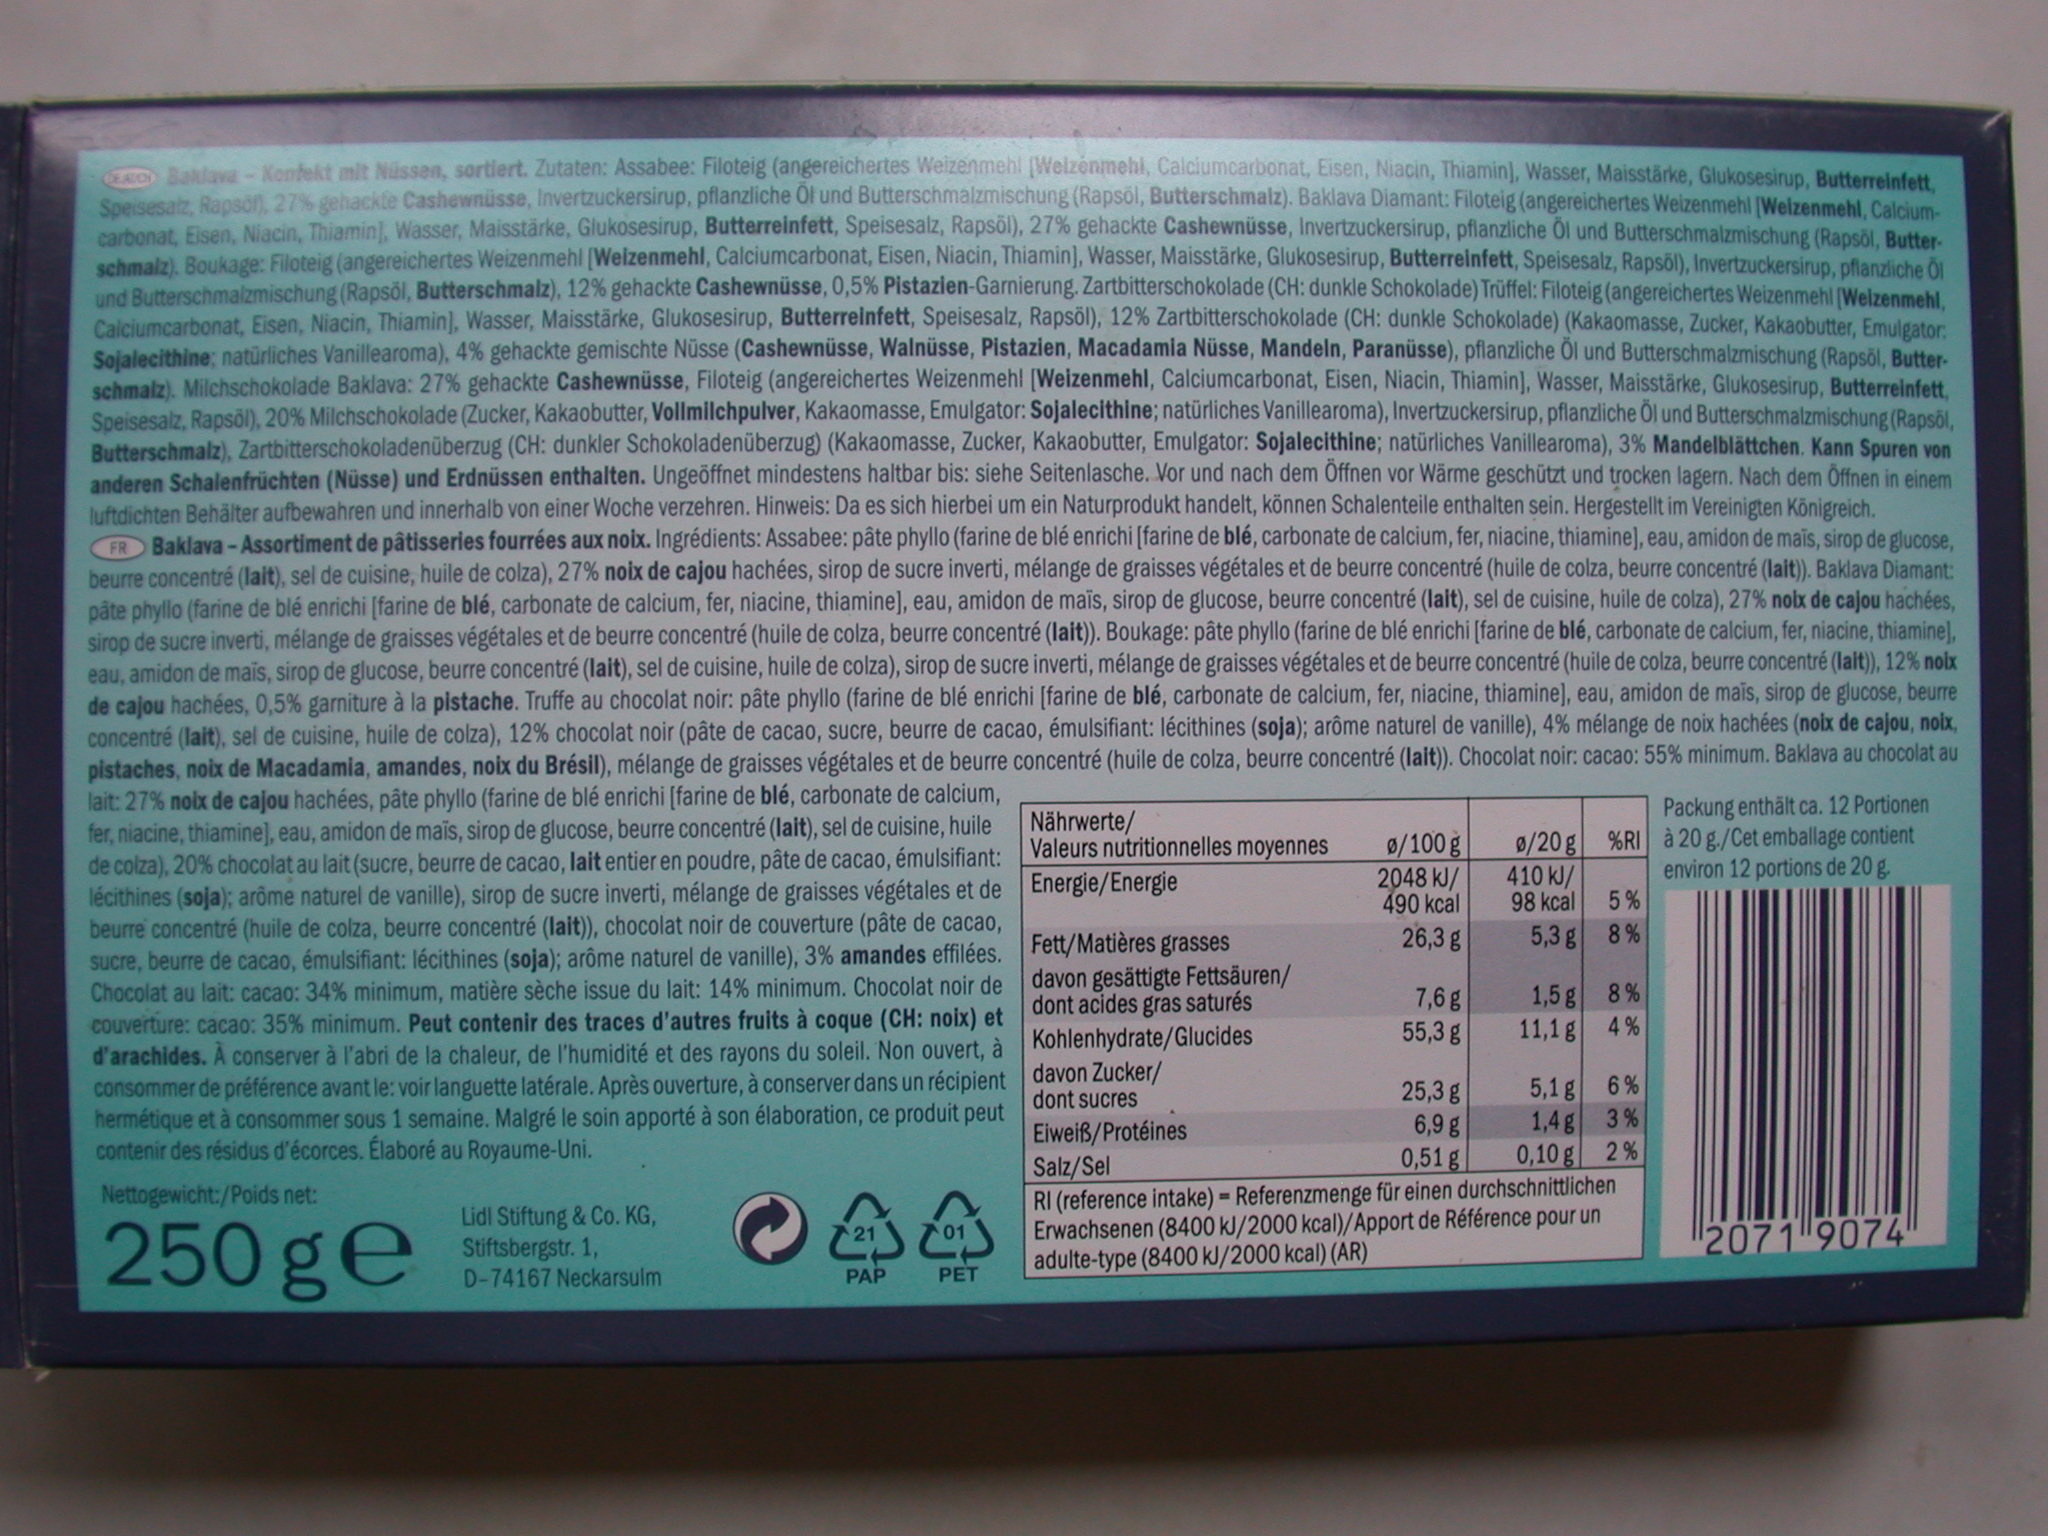 DE/AT/CH Baklava – Konfekt mit Nüssen, sortiert. Zutaten: Assabee: Filoteig (angereichertes Weizenmehl [Weizenmehl, Calciumcarbonat, Eisen, Niacin, Thiamin], Wasser, Maisstärke, Glukosesirup, Butterreinfett,
Speisesalz, Rapsöl), 27% gehackte Cashewnüsse, Invertzuckersirup, pflanzliche Öl und Butterschmalzmischung (Rapsöl, Butterschmalz). Baklava Diamant: Filoteig (angereichertes Weizenmehl [Weizenmehl, Calcium-
carbonat, Eisen, Niacin, Thiamin], Wasser, Maisstärke, Glukosesirup, Butterreinfett, Speisesalz, Rapsöl), 27% gehackte Cashewnüsse, Invertzuckersirup, pflanzliche Öl und Butterschmalzmischung (Rapsöl, Butter-
schmalz). Boukage: Filoteig (angereichertes Weizenmehl [Weizenmehl, Calciumcarbonat, Eisen, Niacin, Thiamin], Wasser, Maisstärke, Glukosesirup, Butterreinfett, Speisesalz, Rapsöl), Invertzuckersirup, pflanzliche Öl
und Butterschmalzmischung (Rapsöl, Butterschmalz), 12% gehackte Cashewnüsse, 0,5% Pistazien-Garnierung. Zartbitterschokolade (CH: dunkle Schokolade) Trüffel: Filoteig (angereichertes Weizenmehl [Weizenmehl,
Calciumcarbonat, Eisen, Niacin, Thiamin], Wasser, Maisstärke, Glukosesirup, Butterreinfett, Speisesalz, Rapsöl), 12% Zartbitterschokolade (CH: dunkle Schokolade) (Kakaomasse, Zucker, Kakaobutter, Emulgator:
Sojalecithine; natürliches Vanillearoma), 4% gehackte gemischte Nüsse (Cashewnüsse, Walnüsse, Pistazien, Macadamia Nüsse, Mandeln, Paranüsse), pflanzliche Öl und Butterschmalzmischung (Rapsöl, Butter-
schmalz). Milchschokolade Baklava: 27% gehackte Cashewnüsse, Filoteig (angereichertes Weizenmehl [Weizenmehl, Calciumcarbonat, Eisen, Niacin, Thiamin], Wasser, Maisstärke, Glukosesirup, Butterreinfett,
Speisesalz, Rapsöl), 20% Milchschokolade (Zucker, Kakaobutter, Vollmilchpulver, Kakaomasse, Emulgator: Sojalecithine; natürliches Vanillearoma), Invertzuckersirup, pflanzliche Öl und Butterschmalzmischung (Rapsöl,
Butterschmalz), Zartbitterschokoladenüberzug (CH: dunkler Schokoladenüberzug) (Kakaomasse, Zucker, Kakaobutter, Emulgator: Sojalecithine; natürliches Vanillearoma), 3% Mandelblättchen. Kann Spuren von
anderen Schalenfrüchten (Nüsse) und Erdnüssen enthalten. Ungeöffnet mindestens haltbar bis: siehe Seitenlasche. Vor und nach dem Öffnen vor Wärme geschützt und trocken lagern. Nach dem Öffnen in einem
luftdichten Behälter aufbewahren und innerhalb von einer Woche verzehren. Hinweis: Da es sich hierbei um ein Naturprodukt handelt, können Schalenteile enthalten sein. Hergestellt im Vereinigten Königreich.
FR Baklava – Assortiment de pâtisseries fourrées aux noix. Ingrédients: Assabee: pâte phyllo (farine de blé enrichi [farine de blé, carbonate de calcium, fer, niacine, thiamine], eau, amidon de maïs, sirop de glucose,
beurre concentré (lait), sel de cuisine, huile de colza), 27% noix de cajou hachées, sirop de sucre inverti, mélange de graisses végétales et de beurre concentré (huile de colza, beurre concentré (lait)). Baklava Diamant:
pâte phyllo (farine de blé enrichi [farine de blé, carbonate de calcium, fer, niacine, thiamine], eau, amidon de maïs, sirop de glucose, beurre concentré (lait), sel de cuisine, huile de colza), 27% noix de cajou hachées,
sirop de sucre inverti, mélange de graisses végétales et de beurre concentré (huile de colza, beurre concentré (lait)). Boukage: pâte phyllo (farine de blé enrichi [farine de blé, carbonate de calcium, fer, niacine, thiamine],
eau, amidon de maïs, sirop de glucose, beurre concentré (lait), sel de cuisine, huile de colza), sirop de sucre inverti, mélange de graisses végétales et de beurre concentré (huile de colza, beurre concentré (lait)), 12% noix
de cajou hachées, 0,5% garniture à la pistache. Truffe au chocolat noir: pâte phyllo (farine de blé enrichi [farine de blé, carbonate de calcium, fer, niacine, thiamine], eau, amidon de maïs, sirop de glucose, beurre
concentré (lait), sel de cuisine, huile de colza), 12% chocolat noir (pâte de cacao, sucre, beurre de cacao, émulsifiant: lécithines (soja); arôme naturel de vanille), 4% mélange de noix hachées (noix de cajou, noix,
pistaches, noix de Macadamia, amandes, noix du Brésil), mélange de graisses végétales et de beurre concentré (huile de colza, beurre concentré (lait)). Chocolat noir: cacao: 55% minimum. Baklava au chocolat au
lait: 27% noix de cajou hachées, pâte phyllo (farine de blé enrichi [farine de blé, carbonate de calcium,
fer, niacine, thiamine], eau, amidon de maïs, sirop de glucose, beurre concentré (lait), sel de cuisine, huile
de colza), 20% chocolat au lait (sucre, beurre de cacao, lait entier en poudre, pâte de cacao, émulsifiant:
lécithines (soja); arôme naturel de vanille), sirop de sucre inverti, mélange de graisses végétales et de
beurre concentré (huile de colza, beurre concentré (lait)), chocolat noir de couverture (pâte de cacao,
sucre, beurre de cacao, émulsifiant: lécithines (soja); arôme naturel de vanille), 3% amandes effilées.
Chocolat au lait: cacao: 34% minimum, matière sèche issue du lait: 14% minimum. Chocolat noir de
couverture: cacao: 35% minimum. Peut contenir des traces d'autres fruits à coque (CH: noix) et
d'arachides. À conserver à l'abri de la chaleur, de l'humidité et des rayons du soleil. Non ouvert, à
consommer de préférence avant le: voir languette latérale. Après ouverture, à conserver dans un récipient
hermétique et à consommer sous 1 semaine. Malgré le soin apporté à son élaboration, ce produit peut
contenir des résidus d'écorces. Élaboré au Royaume-Uni.
Nettogewicht:/Poids net:
250 g e
Lidl Stiftung & Co. KG,
Stiftsbergstr. 1,
D-74167 Neckarsulm
21 PAP
01 PET
Nährwerte/
Valeurs nutritionnelles moyennes ø/100 g ø/20 g %RI
Energie/Energie 2048 kJ/ 410 kJ/
490 kcal 98 kcal 5 %
Fett/Matières grasses 26,3 g 5,3 g 8 %
davon gesättigte Fettsäuren/
dont acides gras saturés 7,6 g 1,5 g 8 %
Kohlenhydrate/Glucides 55,3 g 11,1 g 4 %
davon Zucker/
dont sucres 25,3 g 5,1 g 6 %
Eiweiß/Protéines 6,9 g 1,4 g 3 %
Salz/Sel 0,51 g 0,10 g 2 %
RI (reference intake) = Referenzmenge für einen durchschnittlichen
Erwachsenen (8400 kJ/2000 kcal)/Apport de Référence pour un
adulte-type (8400 kJ/2000 kcal) (AR)
Packung enthält ca. 12 Portionen
à 20 g./Cet emballage contient
environ 12 portions de 20 g.
2071 9074